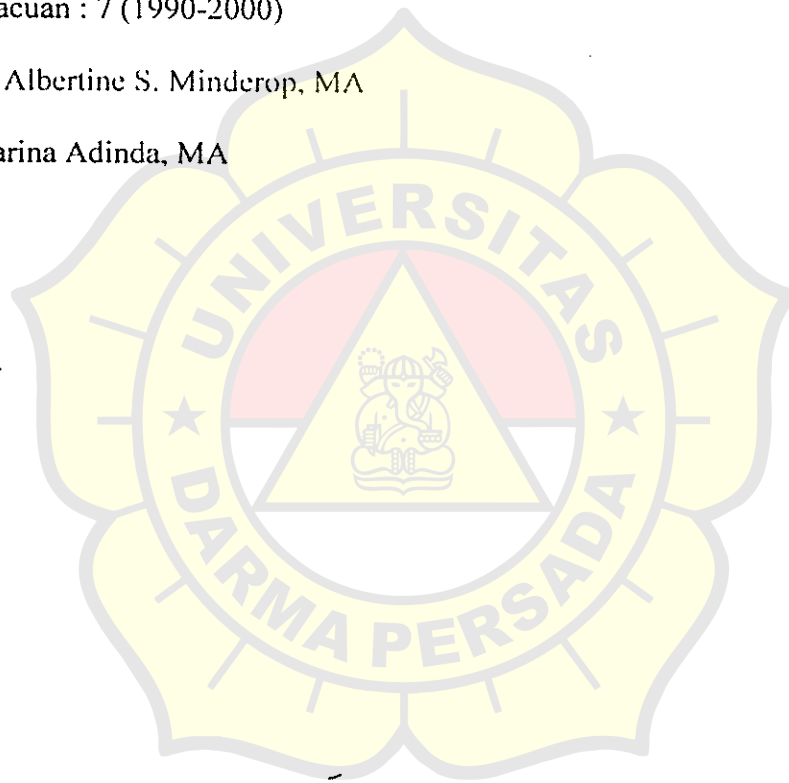 acuan : 7 (1990-2000)
Albertine S. Minderop, MA
arina Adinda, MA
UNIVERSITAS
DARMA PERSADA